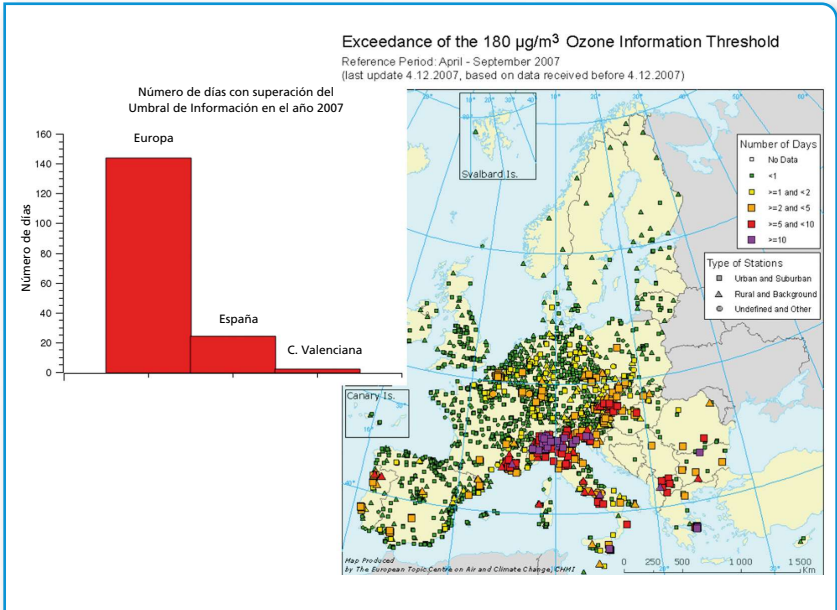 Exceedance of the 180 µg/m³ Ozone Information Threshold
Reference Period: April - September 2007
(last update 4.12.2007, based on data received before 4.12.2007)
Número de días con superación del
Umbral de Información en el año 2007
Número de días
160
140
120
100
80
60
40
20
0
Europa
España
C. Valenciana
Svalbard Is.
Canary Is.
Number of Days
No Data
<1
>=1 and <2
>=2 and <5
>=5 and <10
>=10
Type of Stations
Urban and Suburban
Rural and Background
Undefined and Other
Map Produced
by The European Topic Centre on Air and Climate Change, CHMI
0 250 500 1 000 1 500
Km